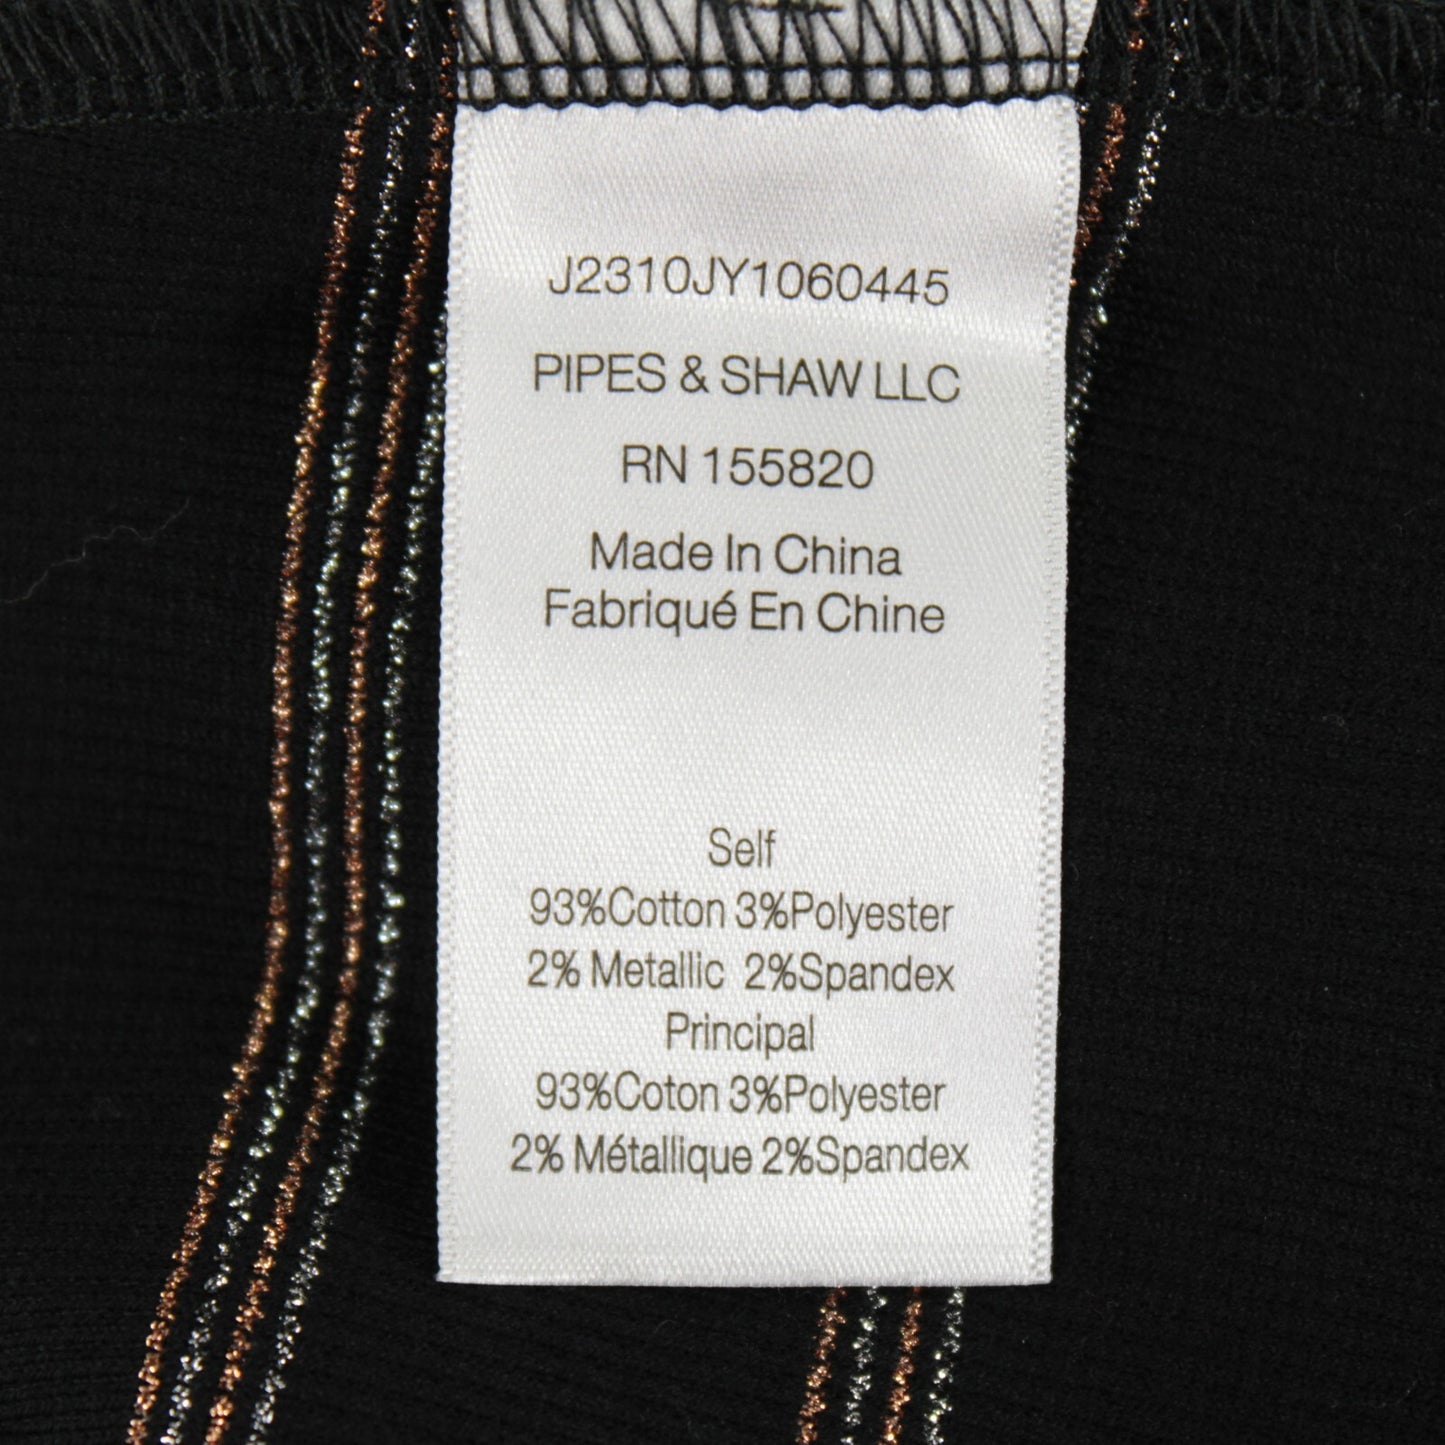 J2310JY1060445
PIPES & SHAW LLC
RN 155820
Made In China
Fabriqué En Chine
Self
93%Cotton 3%Polyester
2% Metallic 2%Spandex
Principal
93%Coton 3%Polyester
2% Métallique 2%Spandex